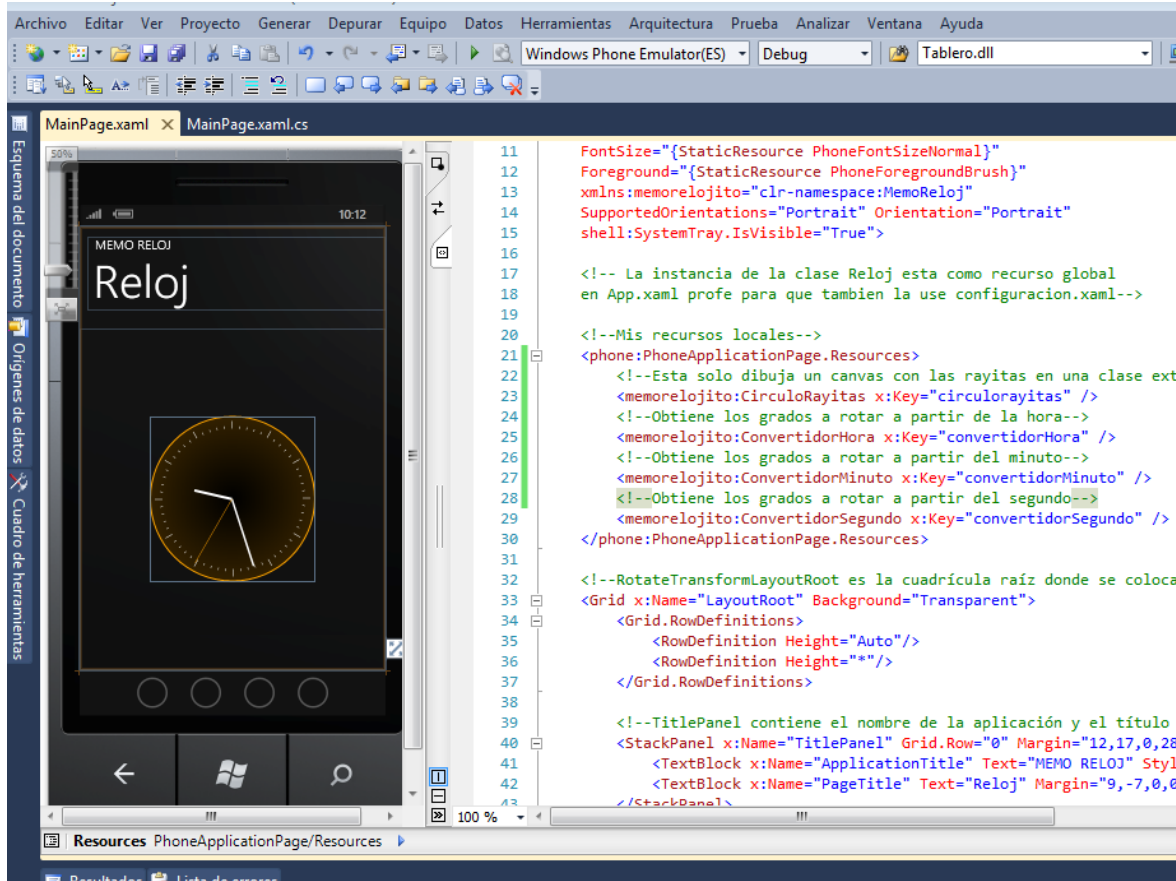 Archivo Editar Ver Proyecto Generar Depurar Equipo Datos Herramientas Arquitectura Prueba Analizar Ventana Ayuda
Windows Phone Emulator(ES) Debug Tablero.dll
MainPage.xaml MainPage.xaml.cs
Esquema del documento
Orígenes de datos
Cuadro de herramientas
50%
10:12
MEMO RELOJ
Reloj
11 FontSize="{StaticResource PhoneFontSizeNormal}"
12 Foreground="{StaticResource PhoneForegroundBrush}"
13 xmlns:memorelojito="clr-namespace:MemoReloj"
14 SupportedOrientations="Portrait" Orientation="Portrait"
15 shell:SystemTray.IsVisible="True">
16
17 <!-- La instancia de la clase Reloj esta como recurso global
18 en App.xaml profe para que tambien la use configuracion.xaml-->
19
20 <!--Mis recursos locales-->
21 <phone:PhoneApplicationPage.Resources>
22 <!--Esta solo dibuja un canvas con las rayitas en una clase ext
23 <memorelojito:CirculoRayitas x:Key="circulorayitas" />
24 <!--Obtiene los grados a rotar a partir de la hora-->
25 <memorelojito:ConvertidorHora x:Key="convertidorHora" />
26 <!--Obtiene los grados a rotar a partir del minuto-->
27 <memorelojito:ConvertidorMinuto x:Key="convertidorMinuto" />
28 <!--Obtiene los grados a rotar a partir del segundo-->
29 <memorelojito:ConvertidorSegundo x:Key="convertidorSegundo" />
30 </phone:PhoneApplicationPage.Resources>
31
32 <!--RotateTransformLayoutRoot es la cuadrícula raíz donde se coloca
33 <Grid x:Name="LayoutRoot" Background="Transparent">
34 <Grid.RowDefinitions>
35 <RowDefinition Height="Auto"/>
36 <RowDefinition Height="*"/>
37 </Grid.RowDefinitions>
38
39 <!--TitlePanel contiene el nombre de la aplicación y el título
40 <StackPanel x:Name="TitlePanel" Grid.Row="0" Margin="12,17,0,28
41 <TextBlock x:Name="ApplicationTitle" Text="MEMO RELOJ" Styl
42 <TextBlock x:Name="PageTitle" Text="Reloj" Margin="9,-7,0,0
43 </StackPanel>
100 %
Resources PhoneApplicationPage/Resources
Resultados Lista de errores